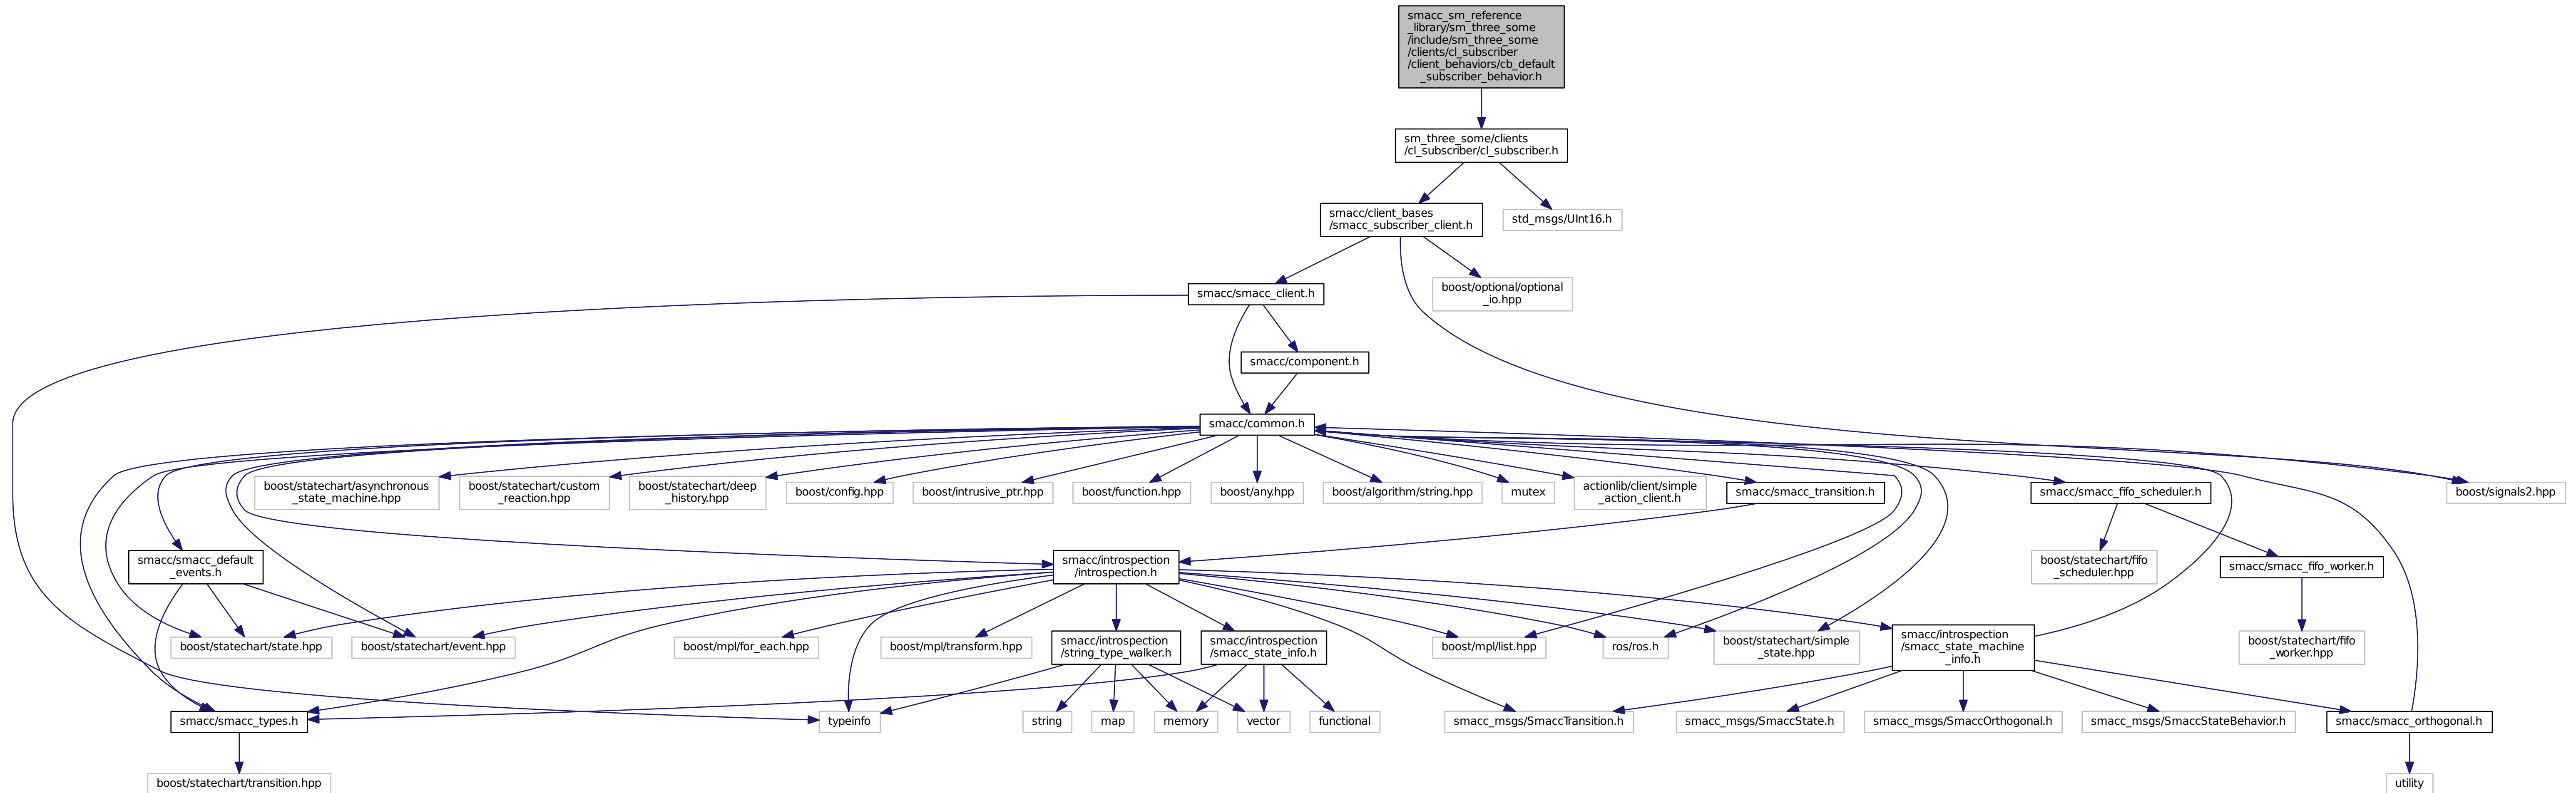 smacc_sm_reference
_library/sm_three_some
/include/sm_three_some
/clients/cl_subscriber
/client_behaviors/cb_default
_subscriber_behavior.h
sm_three_some/clients
/cl_subscriber/cl_subscriber.h
smacc/client_bases
/smacc_subscriber_client.h
std_msgs/UInt16.h
smacc/smacc_client.h
boost/optional/optional
_io.hpp
smacc/component.h
smacc/common.h
boost/statechart/asynchronous
_state_machine.hpp
boost/statechart/custom
_reaction.hpp
boost/statechart/deep
_history.hpp
boost/config.hpp
boost/intrusive_ptr.hpp
boost/function.hpp
boost/any.hpp
boost/algorithm/string.hpp
mutex
actionlib/client/simple
_action_client.h
smacc/smacc_transition.h
smacc/smacc_fifo_scheduler.h
boost/signals2.hpp
smacc/smacc_default
_events.h
smacc/introspection
/introspection.h
boost/statechart/fifo
_scheduler.hpp
smacc/smacc_fifo_worker.h
boost/statechart/state.hpp
boost/statechart/event.hpp
boost/mpl/for_each.hpp
boost/mpl/transform.hpp
smacc/introspection
/string_type_walker.h
smacc/introspection
/smacc_state_info.h
boost/mpl/list.hpp
ros/ros.h
boost/statechart/simple
_state.hpp
smacc/introspection
/smacc_state_machine
_info.h
boost/statechart/fifo
_worker.hpp
smacc/smacc_types.h
typeinfo
string
map
memory
vector
functional
smacc_msgs/SmaccTransition.h
smacc_msgs/SmaccState.h
smacc_msgs/SmaccOrthogonal.h
smacc_msgs/SmaccStateBehavior.h
smacc/smacc_orthogonal.h
boost/statechart/transition.hpp
utility